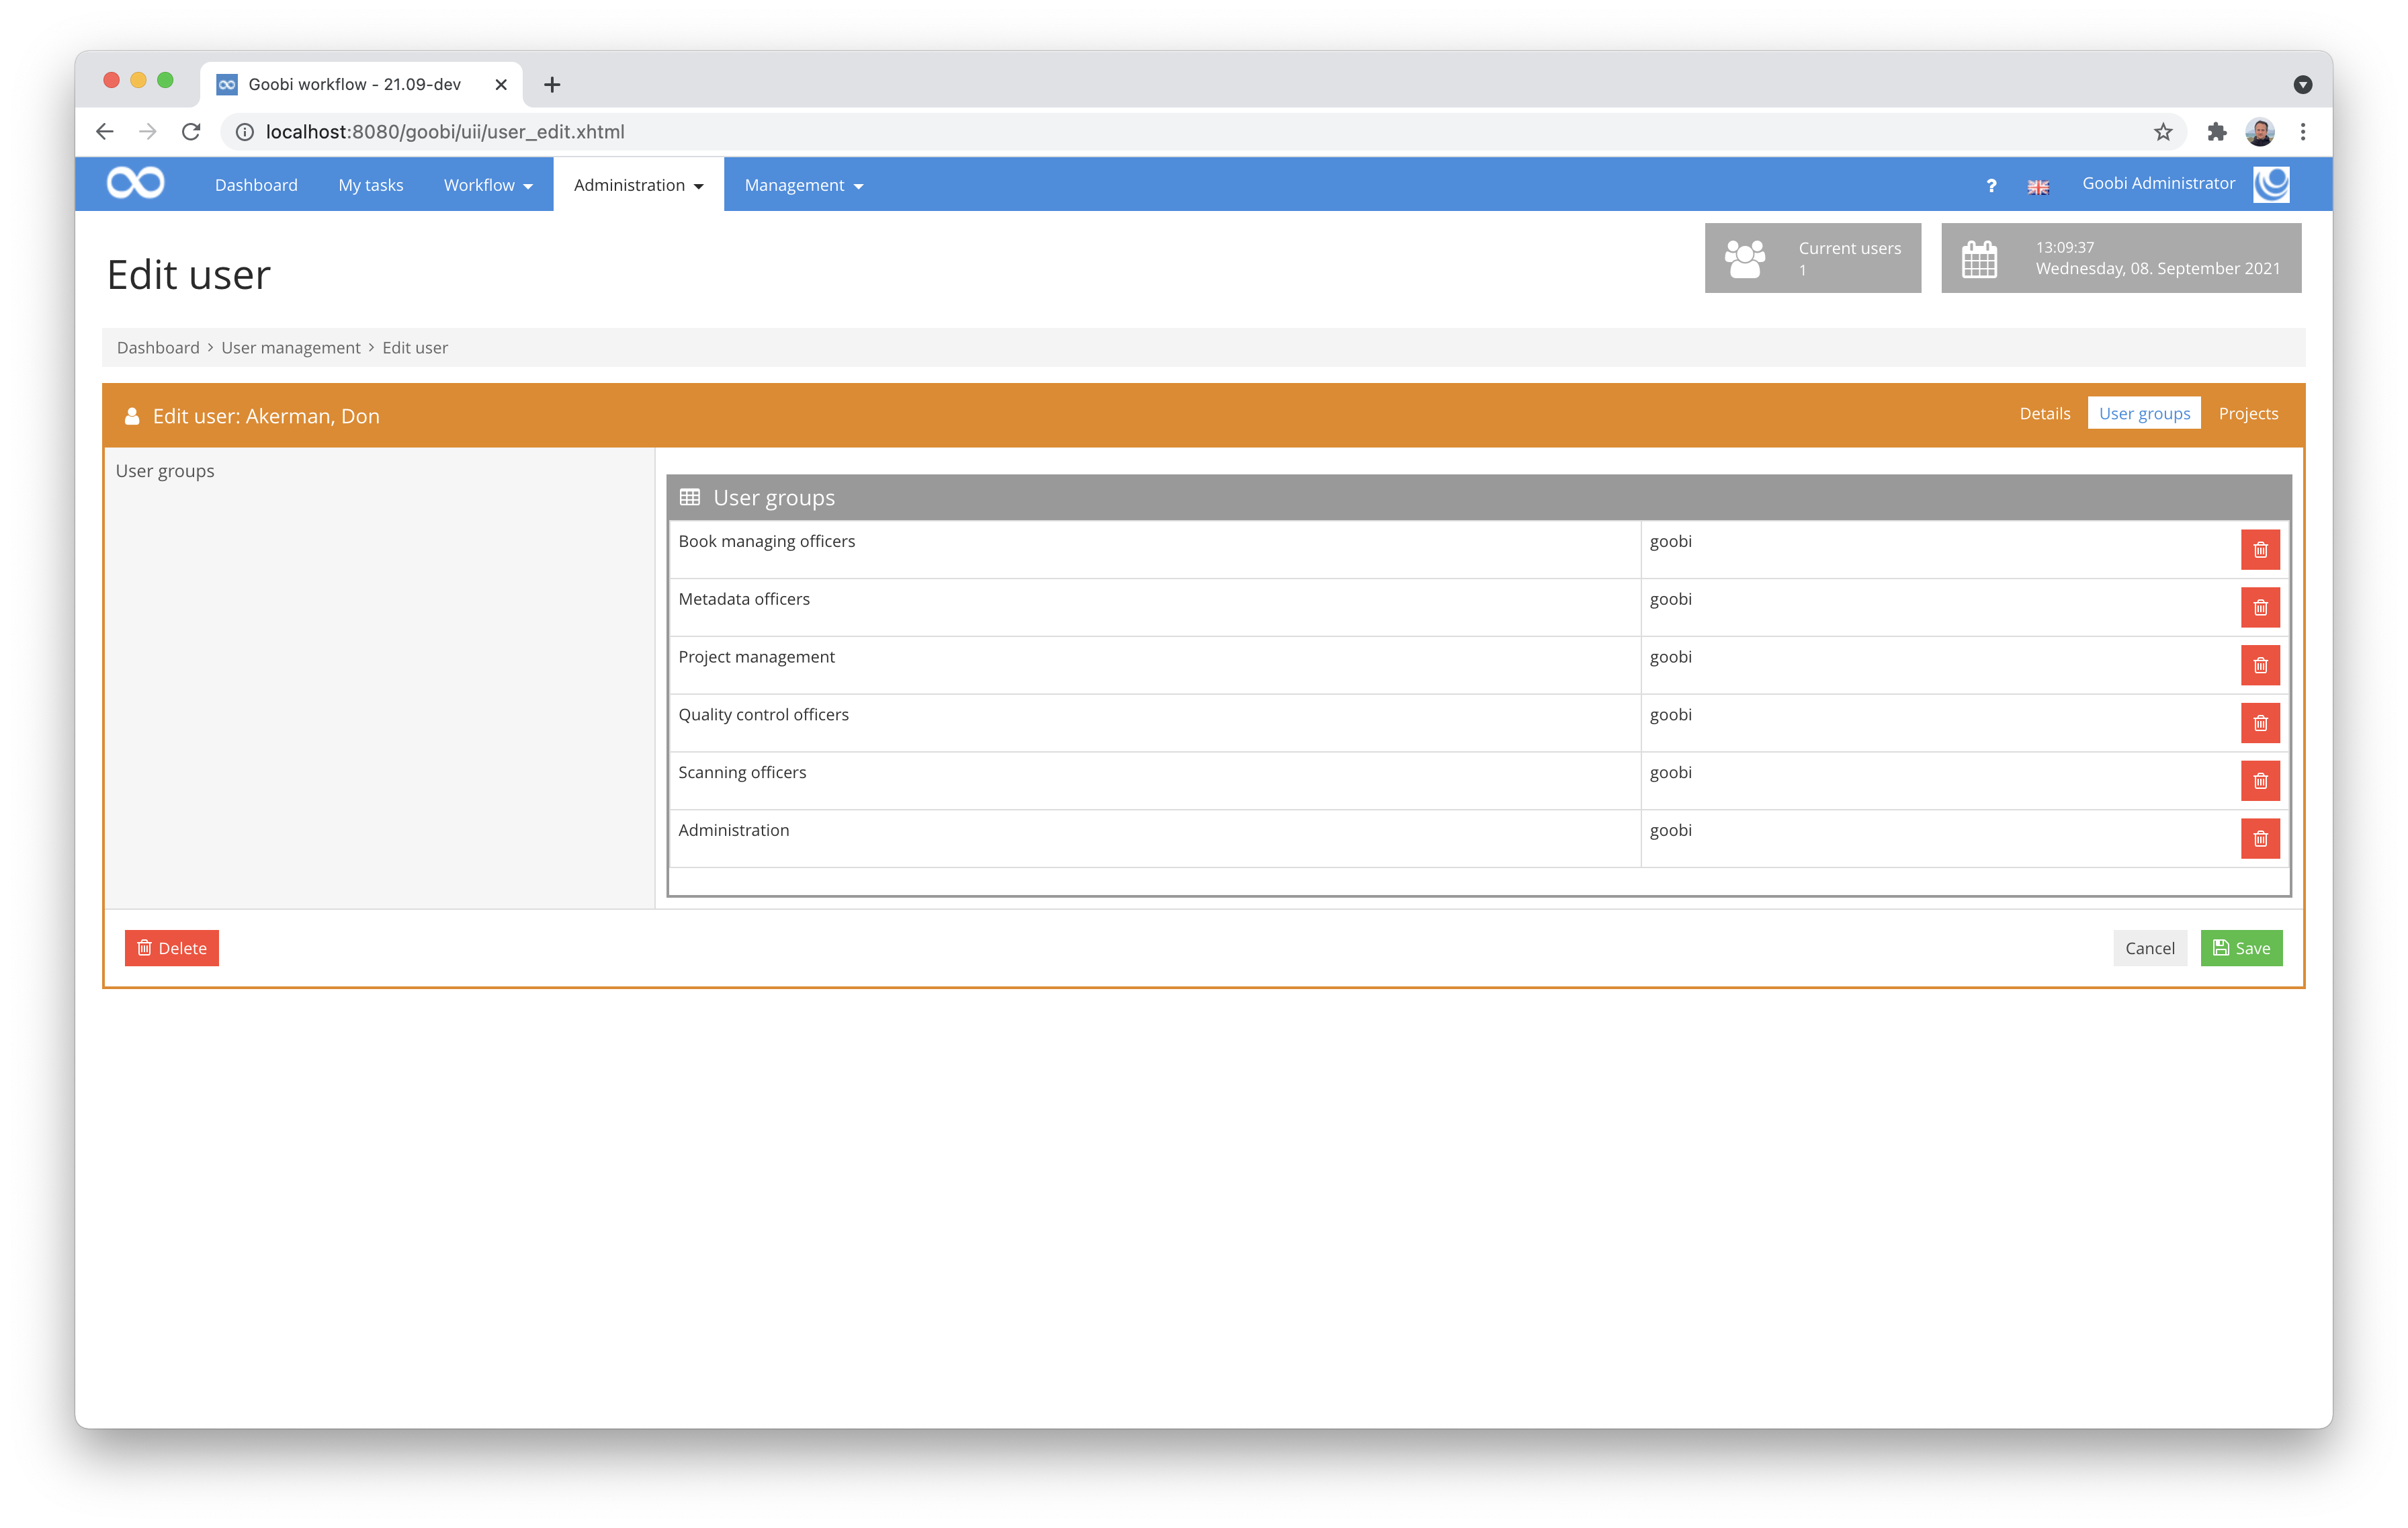 Goobi workflow - 21.09-dev
localhost:8080/goobi/uii/user_edit.xhtml
Dashboard My tasks Workflow Administration Management ? Goobi Administrator
Edit user
Current users
1
13:09:37
Wednesday, 08. September 2021
Dashboard > User management > Edit user
Edit user: Akerman, Don Details User groups Projects
User groups
User groups
Book managing officers goobi
Metadata officers goobi
Project management goobi
Quality control officers goobi
Scanning officers goobi
Administration goobi
Delete Cancel Save